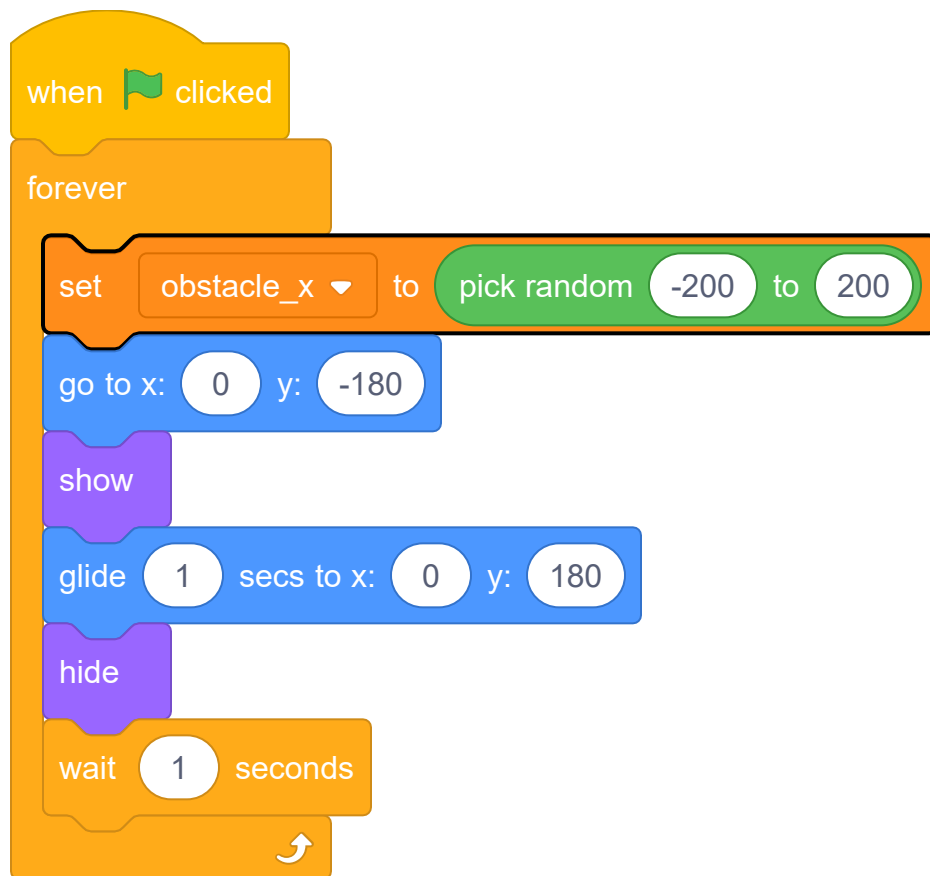 when clicked
forever
set obstacle_x to pick random -200 to 200
go to x: 0 y: -180
show
glide 1 secs to x: 0 y: 180
hide
wait 1 seconds